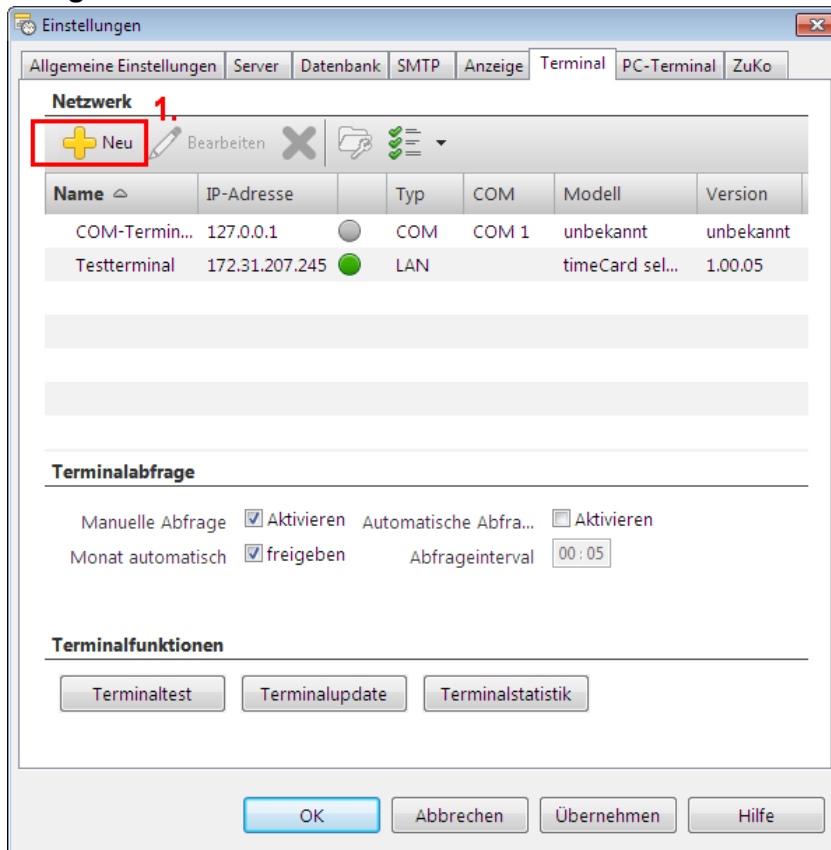 Einstellungen
Allgemeine Einstellungen Server Datenbank SMTP Anzeige Terminal PC-Terminal ZuKo
Netzwerk 1.
Neu Bearbeiten
Name IP-Adresse Typ COM Modell Version
COM-Termin... 127.0.0.1 COM COM 1 unbekannt unbekannt
Testterminal 172.31.207.245 LAN timeCard sel... 1.00.05
Terminalabfrage
Manuelle Abfrage Aktivieren Automatische Abfra... Aktivieren
Monat automatisch freigeben Abfrageinterval 00 : 05
Terminalfunktionen
Terminaltest Terminalupdate Terminalstatistik
OK Abbrechen Übernehmen Hilfe